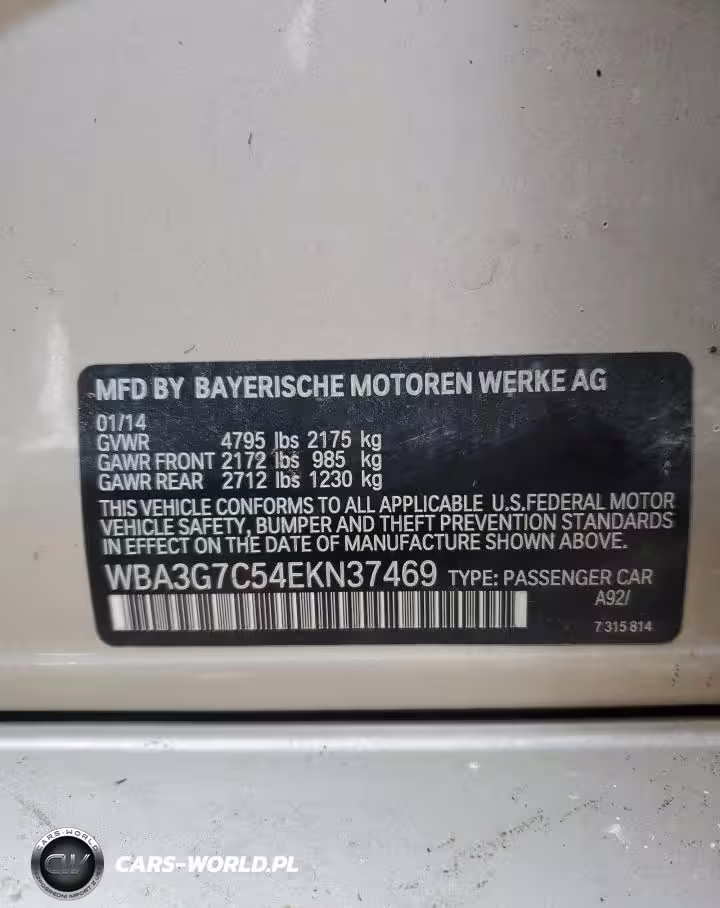 MFD BY BAYERISCHE MOTOREN WERKE AG
01/14
GVWR 4795 lbs 2175 kg
GAWR FRONT 2172 lbs 985 kg
GAWR REAR 2712 lbs 1230 kg
THIS VEHICLE CONFORMS TO ALL APPLICABLE U.S.FEDERAL MOTOR
VEHICLE SAFETY, BUMPER AND THEFT PREVENTION STANDARDS
IN EFFECT ON THE DATE OF MANUFACTURE SHOWN ABOVE.
WBA3G7C54EKN37469 TYPE: PASSENGER CAR
A92/
7 315 814
CARS-WORLD
CW
CARS-WORLD.PL